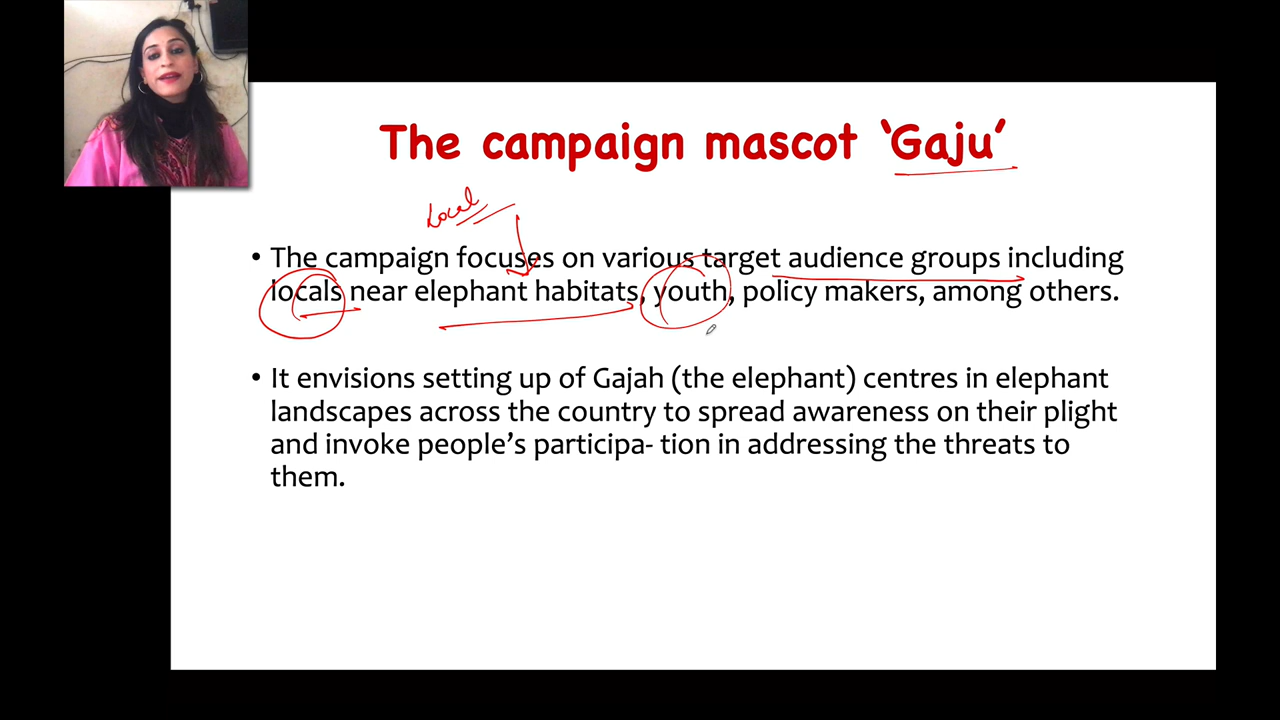 The campaign mascot ‘Gaju’
Local
• The campaign focuses on various target audience groups including
locals near elephant habitats, youth, policy makers, among others.
• It envisions setting up of Gajah (the elephant) centres in elephant
landscapes across the country to spread awareness on their plight
and invoke people’s participa- tion in addressing the threats to
them.